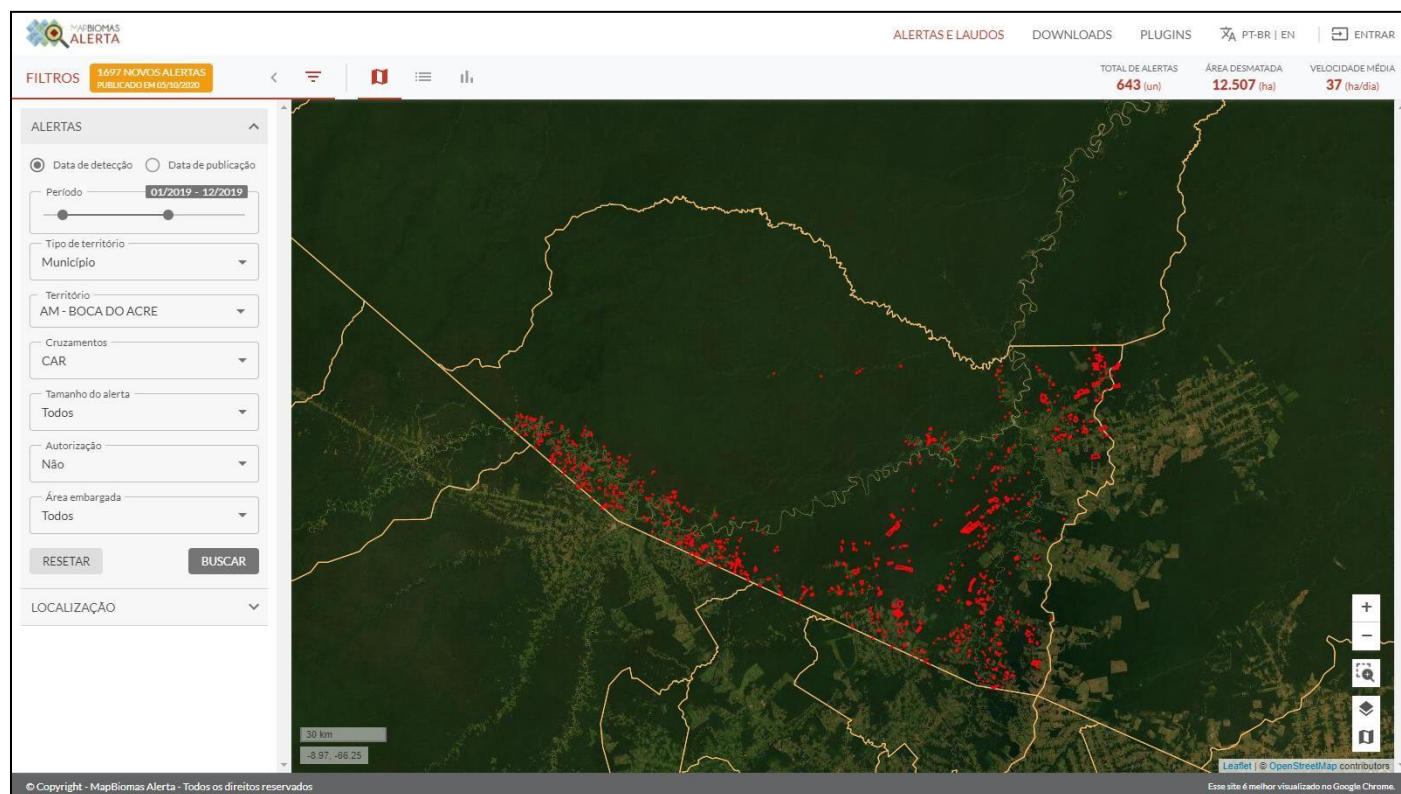 MAPBIOMAS
ALERTA
ALERTAS E LAUDOS
DOWNLOADS
PLUGINS
PT-BR | EN
ENTRAR
FILTROS
1697 NOVOS ALERTAS
PUBLICADO EM 05/10/2020
TOTAL DE ALERTAS
643 (un)
ÁREA DESMATADA
12.507 (ha)
VELOCIDADE MÉDIA
37 (ha/dia)
ALERTAS
Data de detecção
Data de publicação
Período
01/2019 - 12/2019
Tipo de território
Município
Território
AM - BOCA DO ACRE
Cruzamentos
CAR
Tamanho do alerta
Todos
Autorização
Não
Área embargada
Todos
RESETAR
BUSCAR
LOCALIZAÇÃO
+
−
30 km
-8.97, -66.25
Leaflet | © OpenStreetMap contributors
© Copyright - MapBiomas Alerta - Todos os direitos reservados
Esse site é melhor visualizado no Google Chrome.